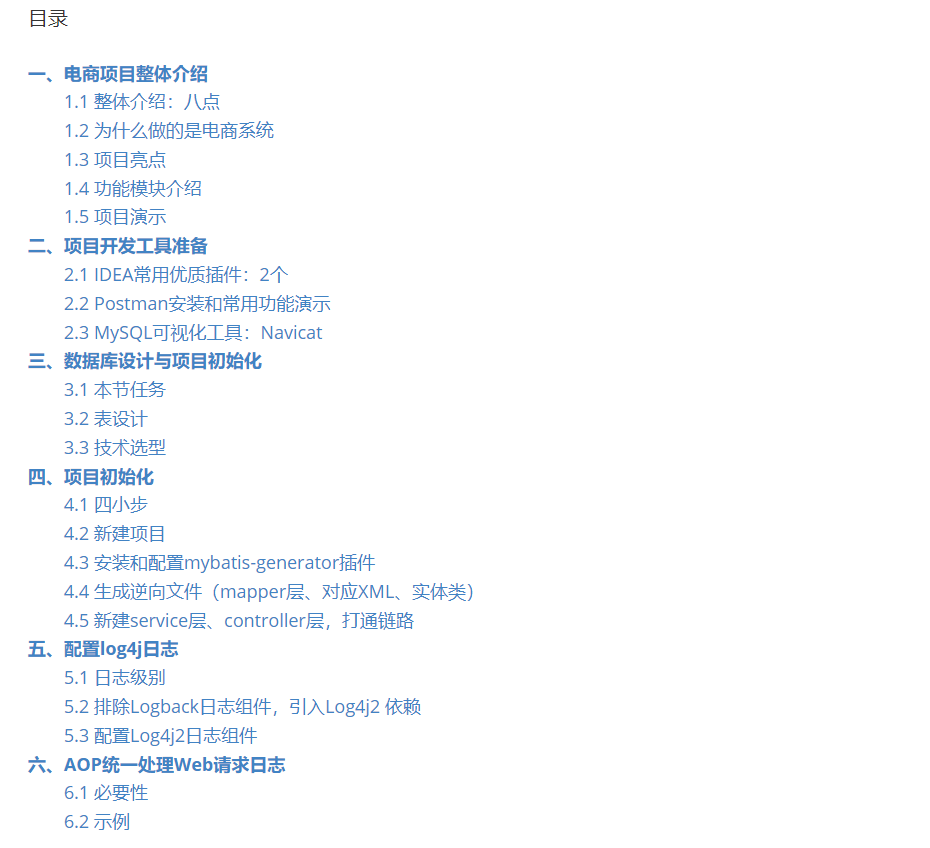 目录
一、电商项目整体介绍
1.1 整体介绍：八点
1.2 为什么做的是电商系统
1.3 项目亮点
1.4 功能模块介绍
1.5 项目演示
二、项目开发工具准备
2.1 IDEA常用优质插件：2个
2.2 Postman安装和常用功能演示
2.3 MySQL可视化工具：Navicat
三、数据库设计与项目初始化
3.1 本节任务
3.2 表设计
3.3 技术选型
四、项目初始化
4.1 四小步
4.2 新建项目
4.3 安装和配置mybatis-generator插件
4.4 生成逆向文件（mapper层、对应XML、实体类）
4.5 新建service层、controller层，打通链路
五、配置log4j日志
5.1 日志级别
5.2 排除Logback日志组件，引入Log4j2 依赖
5.3 配置Log4j2日志组件
六、AOP统一处理Web请求日志
6.1 必要性
6.2 示例